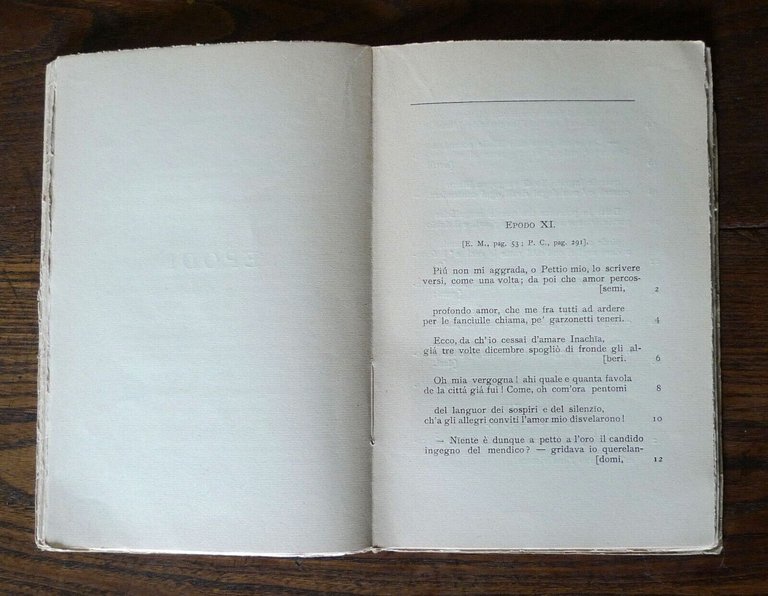 EPODO XI.
[E. M., pag. 53; P. C., pag. 291].
Piú non mi aggrada, o Pettio mio, lo scrivere
versi, come una volta; da poi che amor percos-
[semi, 2
profondo amor, che me fra tutti ad ardere
per le fanciulle chiama, pe' garzonetti teneri. 4
Ecco, da ch'io cessai d'amare Inachia,
giá tre volte dicembre spogliò di fronde gli al-
[beri. 6
Oh mia vergogna! ahi quale e quanta favola
de la cittá giá fui! Come, oh com'ora pentomi 8
del languor dei sospiri e del silenzio,
ch'a gli allegri conviti l'amor mio disvelarono! 10
— Niente è dunque a petto a l'oro il candido
ingegno del mendico? — gridava io querelan-
[domi, 12